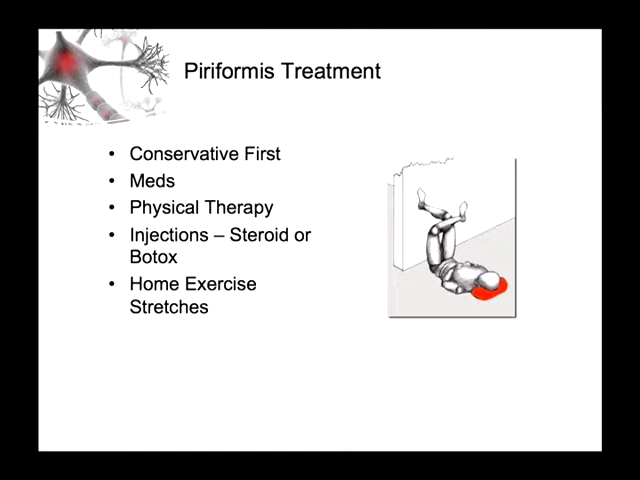 Piriformis Treatment
• Conservative First
• Meds
• Physical Therapy
• Injections – Steroid or
Botox
• Home Exercise
Stretches